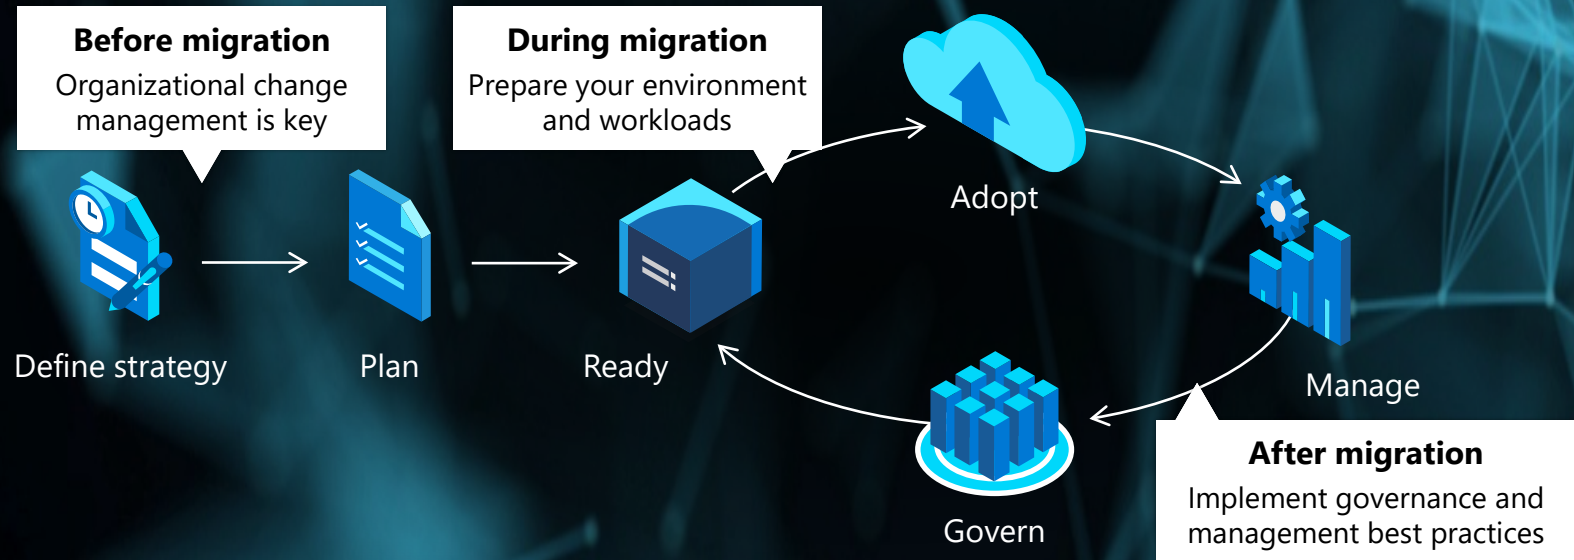 Before migration
Organizational change
management is key
During migration
Prepare your environment
and workloads
Adopt
Define strategy
Plan
Ready
Manage
After migration
Implement governance and
management best practices
Govern